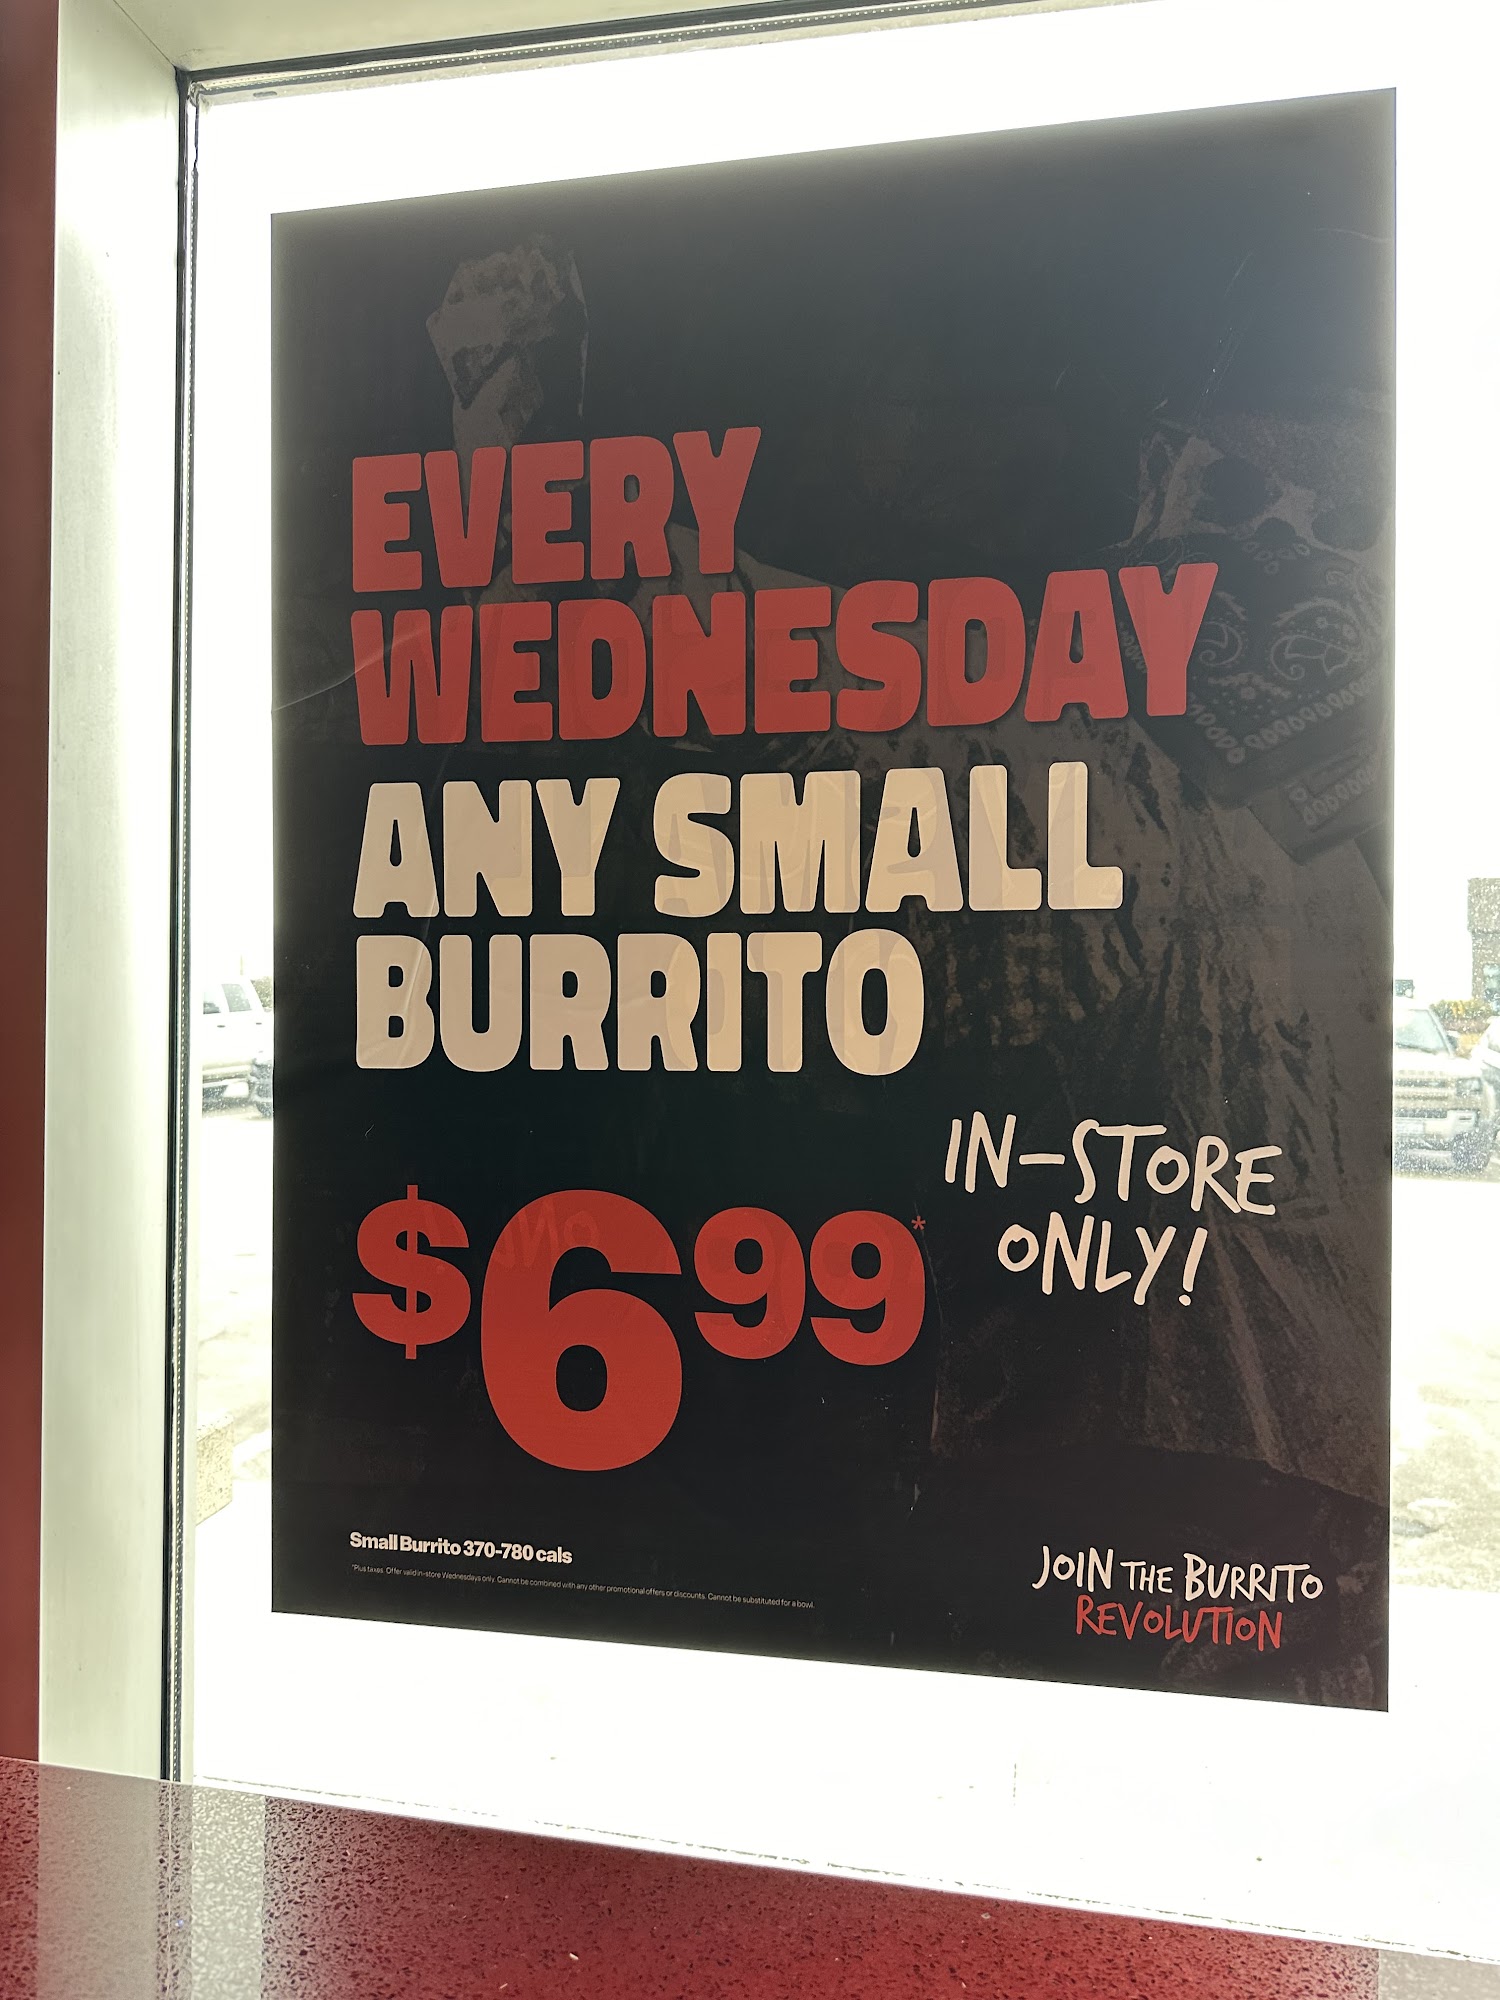 EVERY
WEDNESDAY
ANY SMALL
BURRITO
$699*
IN-STORE
ONLY!
Small Burrito 370-780 cals
*Plus taxes. Offer valid in-store Wednesdays only. Cannot be combined with any other promotional offers or discounts. Cannot be substituted for a bowl.
JOIN THE BURRITO
REVOLUTION